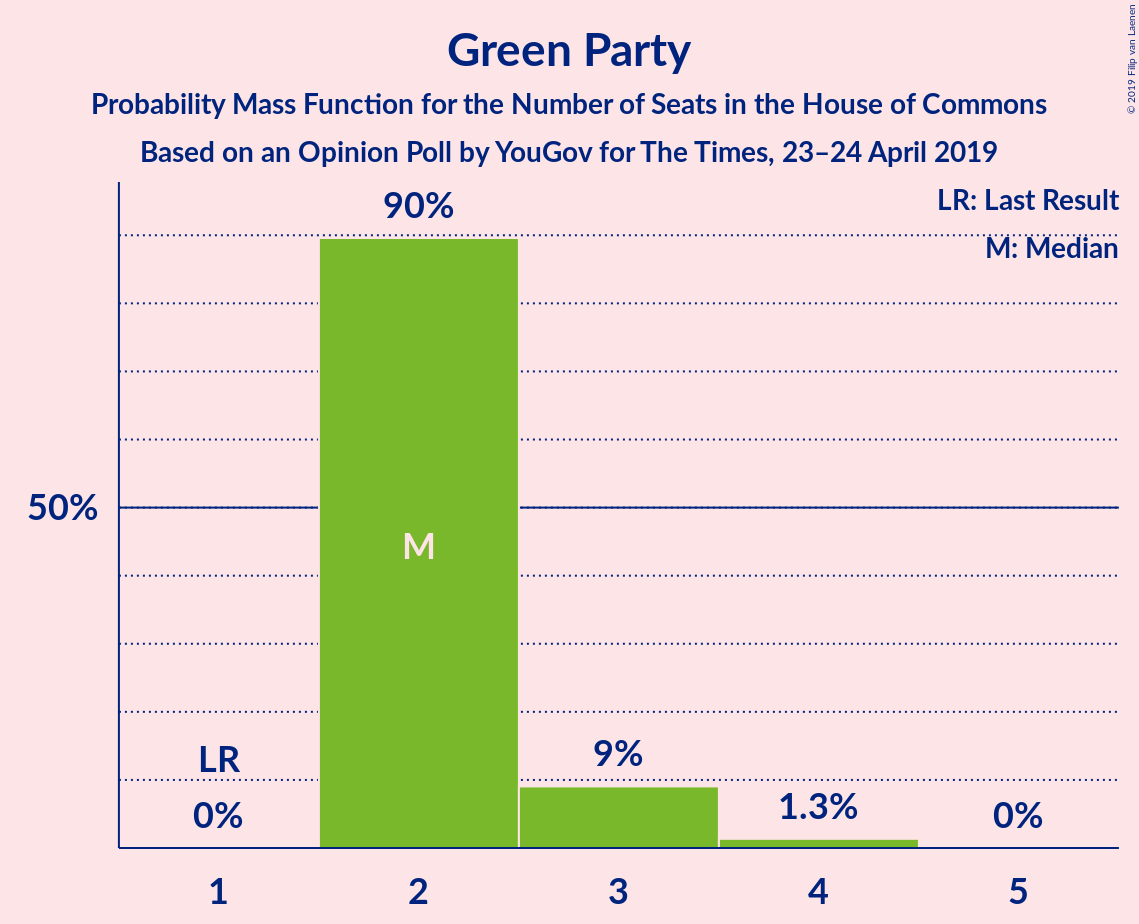 Green Party
Probability Mass Function for the Number of Seats in the House of Commons
Based on an Opinion Poll by YouGov for The Times, 23–24 April 2019
© 2019 Filip van Laenen
LR: Last Result
M: Median
90%
50%
M
LR
0%
9%
1.3%
0%
1 2 3 4 5